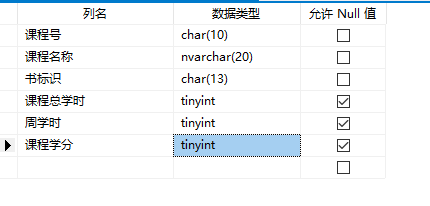 列名 数据类型 允许 Null 值
课程号 char(10)
课程名称 nvarchar(20)
书标识 char(13)
课程总学时 tinyint
周学时 tinyint
课程学分 tinyint